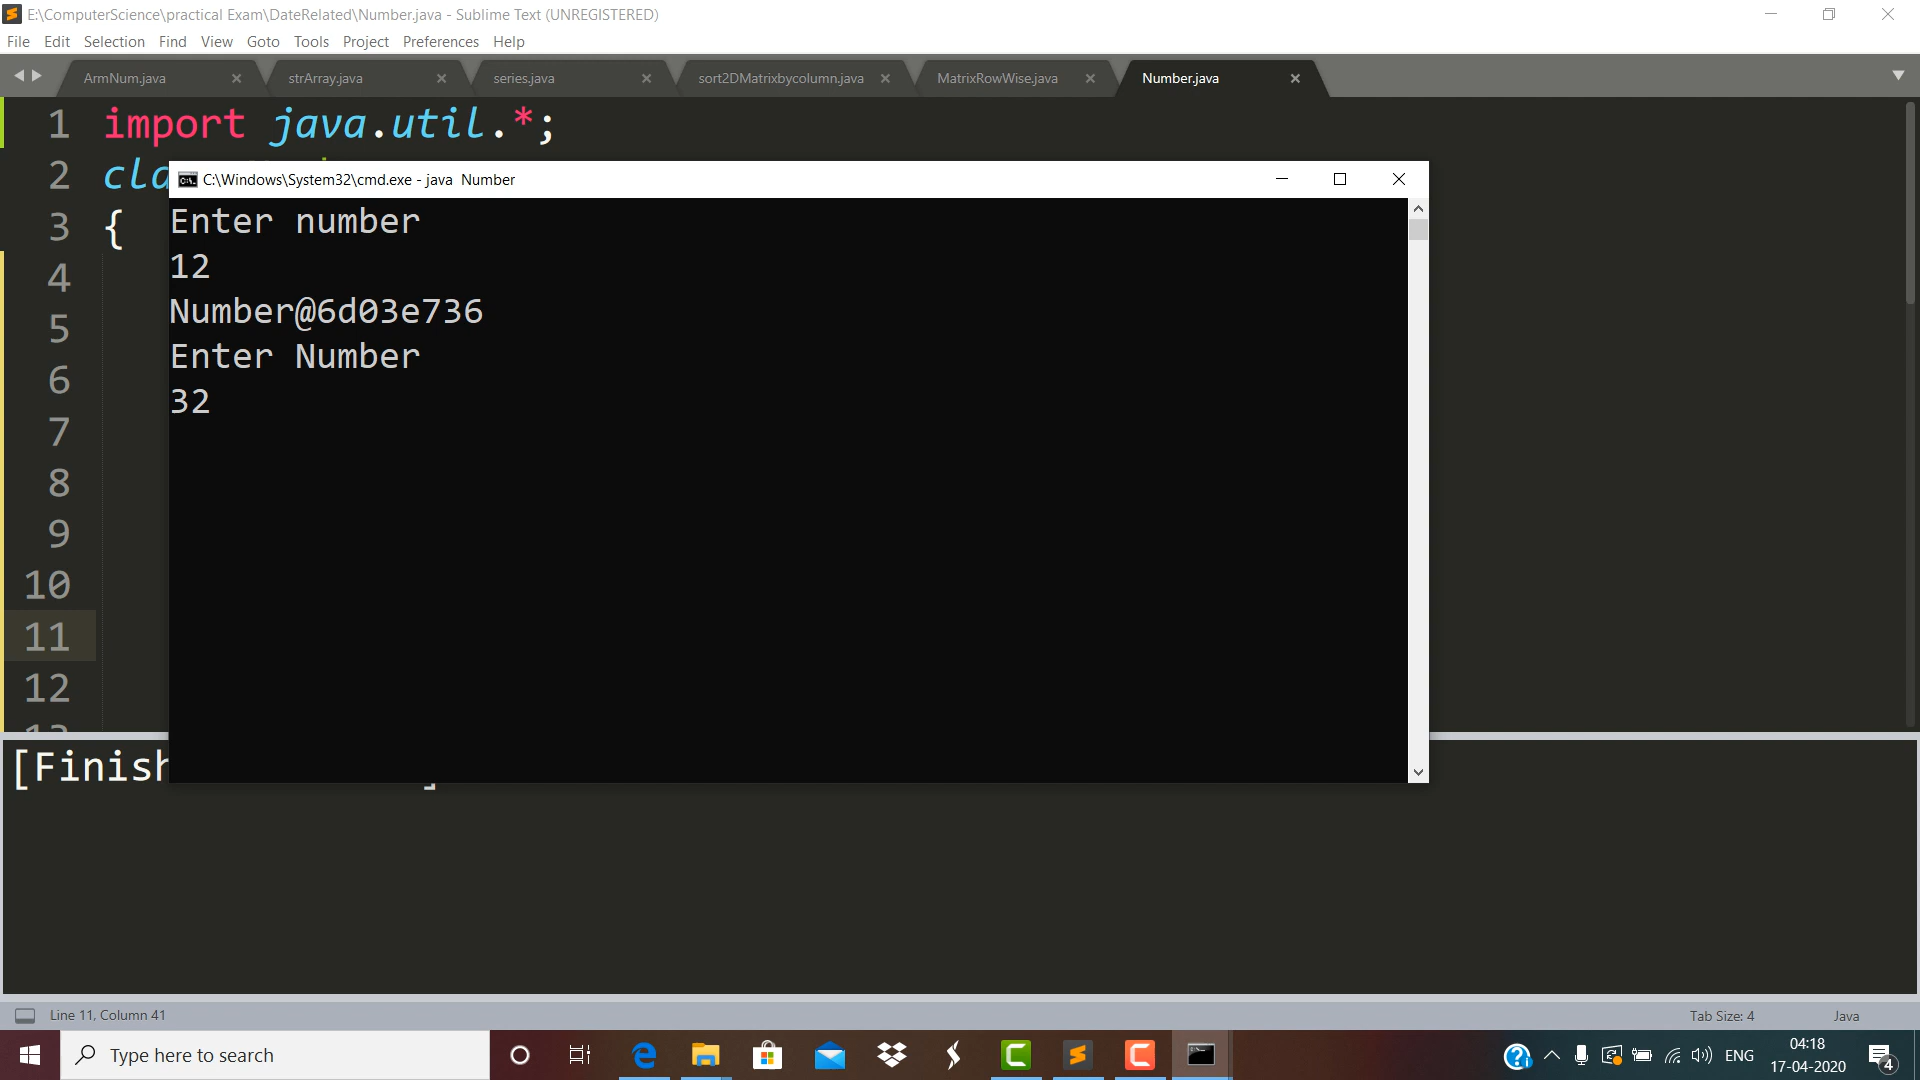 E:\ComputerScience\practical Exam\DateRelated\Number.java - Sublime Text (UNREGISTERED)
File Edit Selection Find View Goto Tools Project Preferences Help
ArmNum.java strArray.java series.java sort2DMatrixbycolumn.java MatrixRowWise.java Number.java
1 import java.util.*;
2 cla
C:\Windows\System32\cmd.exe - java Number
3 {
Enter number
4
12
5
Number@6d03e736
6
Enter Number
7
32
8
9
10
11
12
[Finish ]
Line 11, Column 41 Tab Size: 4 Java
Type here to search
ENG
04:18
17-04-2020
4